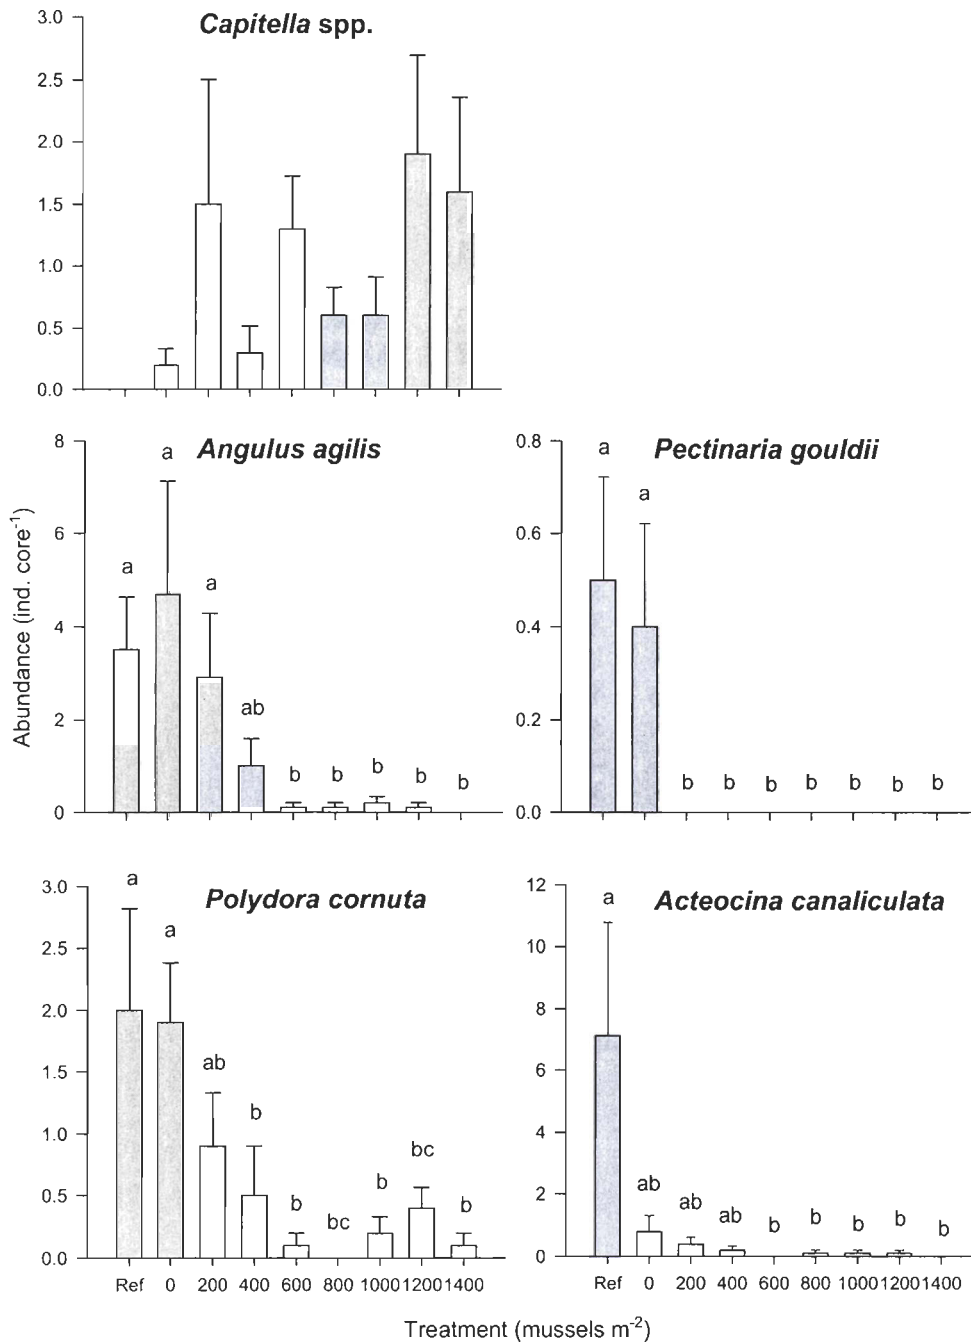 Capitella spp.
3.0
2.5
2.0
1.5
1.0
0.5
0.0
Abundance (ind. core-1)
Angulus agilis
8
6
4
2
0
a
a
a
ab
b
b
b
b
b
Pectinaria gouldii
0.8
0.6
0.4
0.2
0.0
a
a
b
b
b
b
b
b
b
Polydora cornuta
3.0
2.5
2.0
1.5
1.0
0.5
0.0
a
a
ab
b
b
bc
b
bc
b
Ref 0 200 400 600 800 1000 1200 1400
Acteocina canaliculata
12
10
8
6
4
2
0
a
ab
ab
ab
b
b
b
b
b
Ref 0 200 400 600 800 1000 1200 1400
Treatment (mussels m-2)